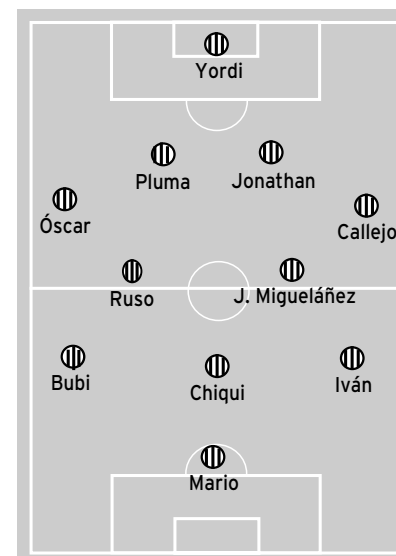 Yordi
Pluma
Jonathan
Óscar
Callejo
Ruso
J. Migueláñez
Bubi
Chiqui
Iván
Mario